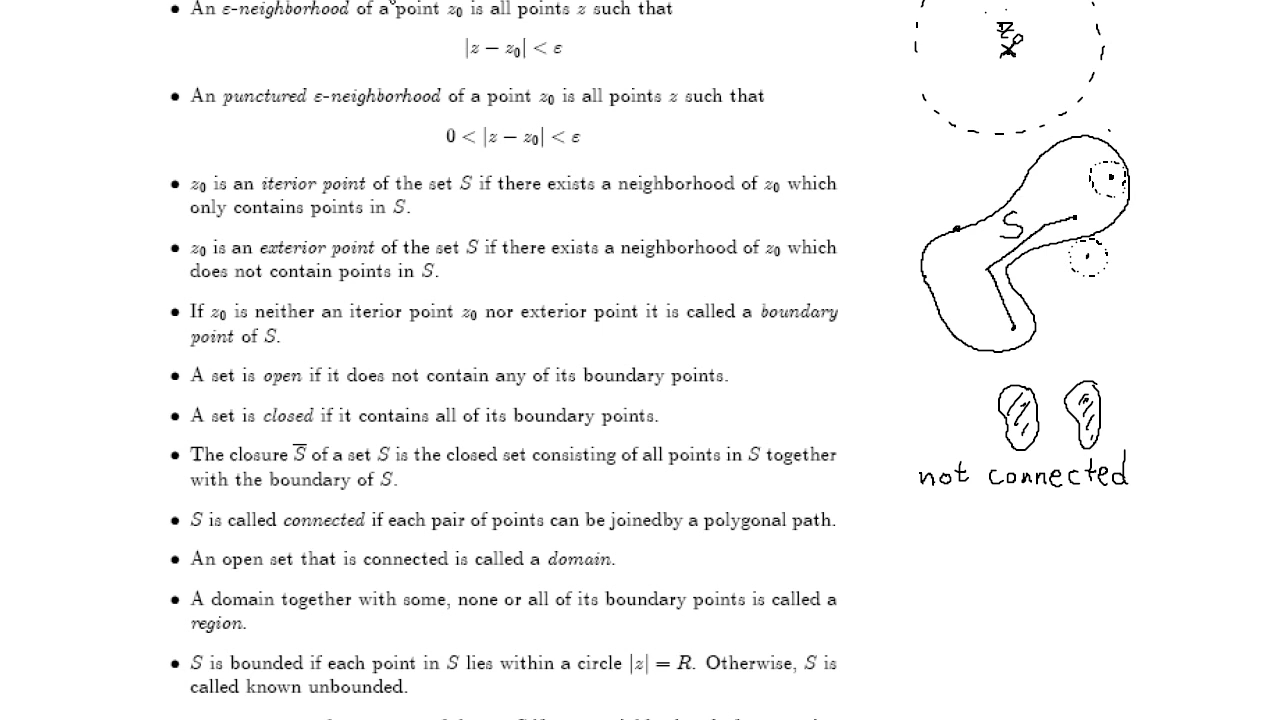 • An ε-neighborhood of a point z₀ is all points z such that
|z − z₀| < ε
z₀
• An punctured ε-neighborhood of a point z₀ is all points z such that
0 < |z − z₀| < ε
• z₀ is an iterior point of the set S if there exists a neighborhood of z₀ which
only contains points in S.
S
• z₀ is an exterior point of the set S if there exists a neighborhood of z₀ which
does not contain points in S.
• If z₀ is neither an iterior point z₀ nor exterior point it is called a boundary
point of S.
• A set is open if it does not contain any of its boundary points.
• A set is closed if it contains all of its boundary points.
• The closure S̅ of a set S is the closed set consisting of all points in S together
with the boundary of S.
not connected
• S is called connected if each pair of points can be joinedby a polygonal path.
• An open set that is connected is called a domain.
• A domain together with some, none or all of its boundary points is called a
region.
• S is bounded if each point in S lies within a circle |z| = R. Otherwise, S is
called known unbounded.